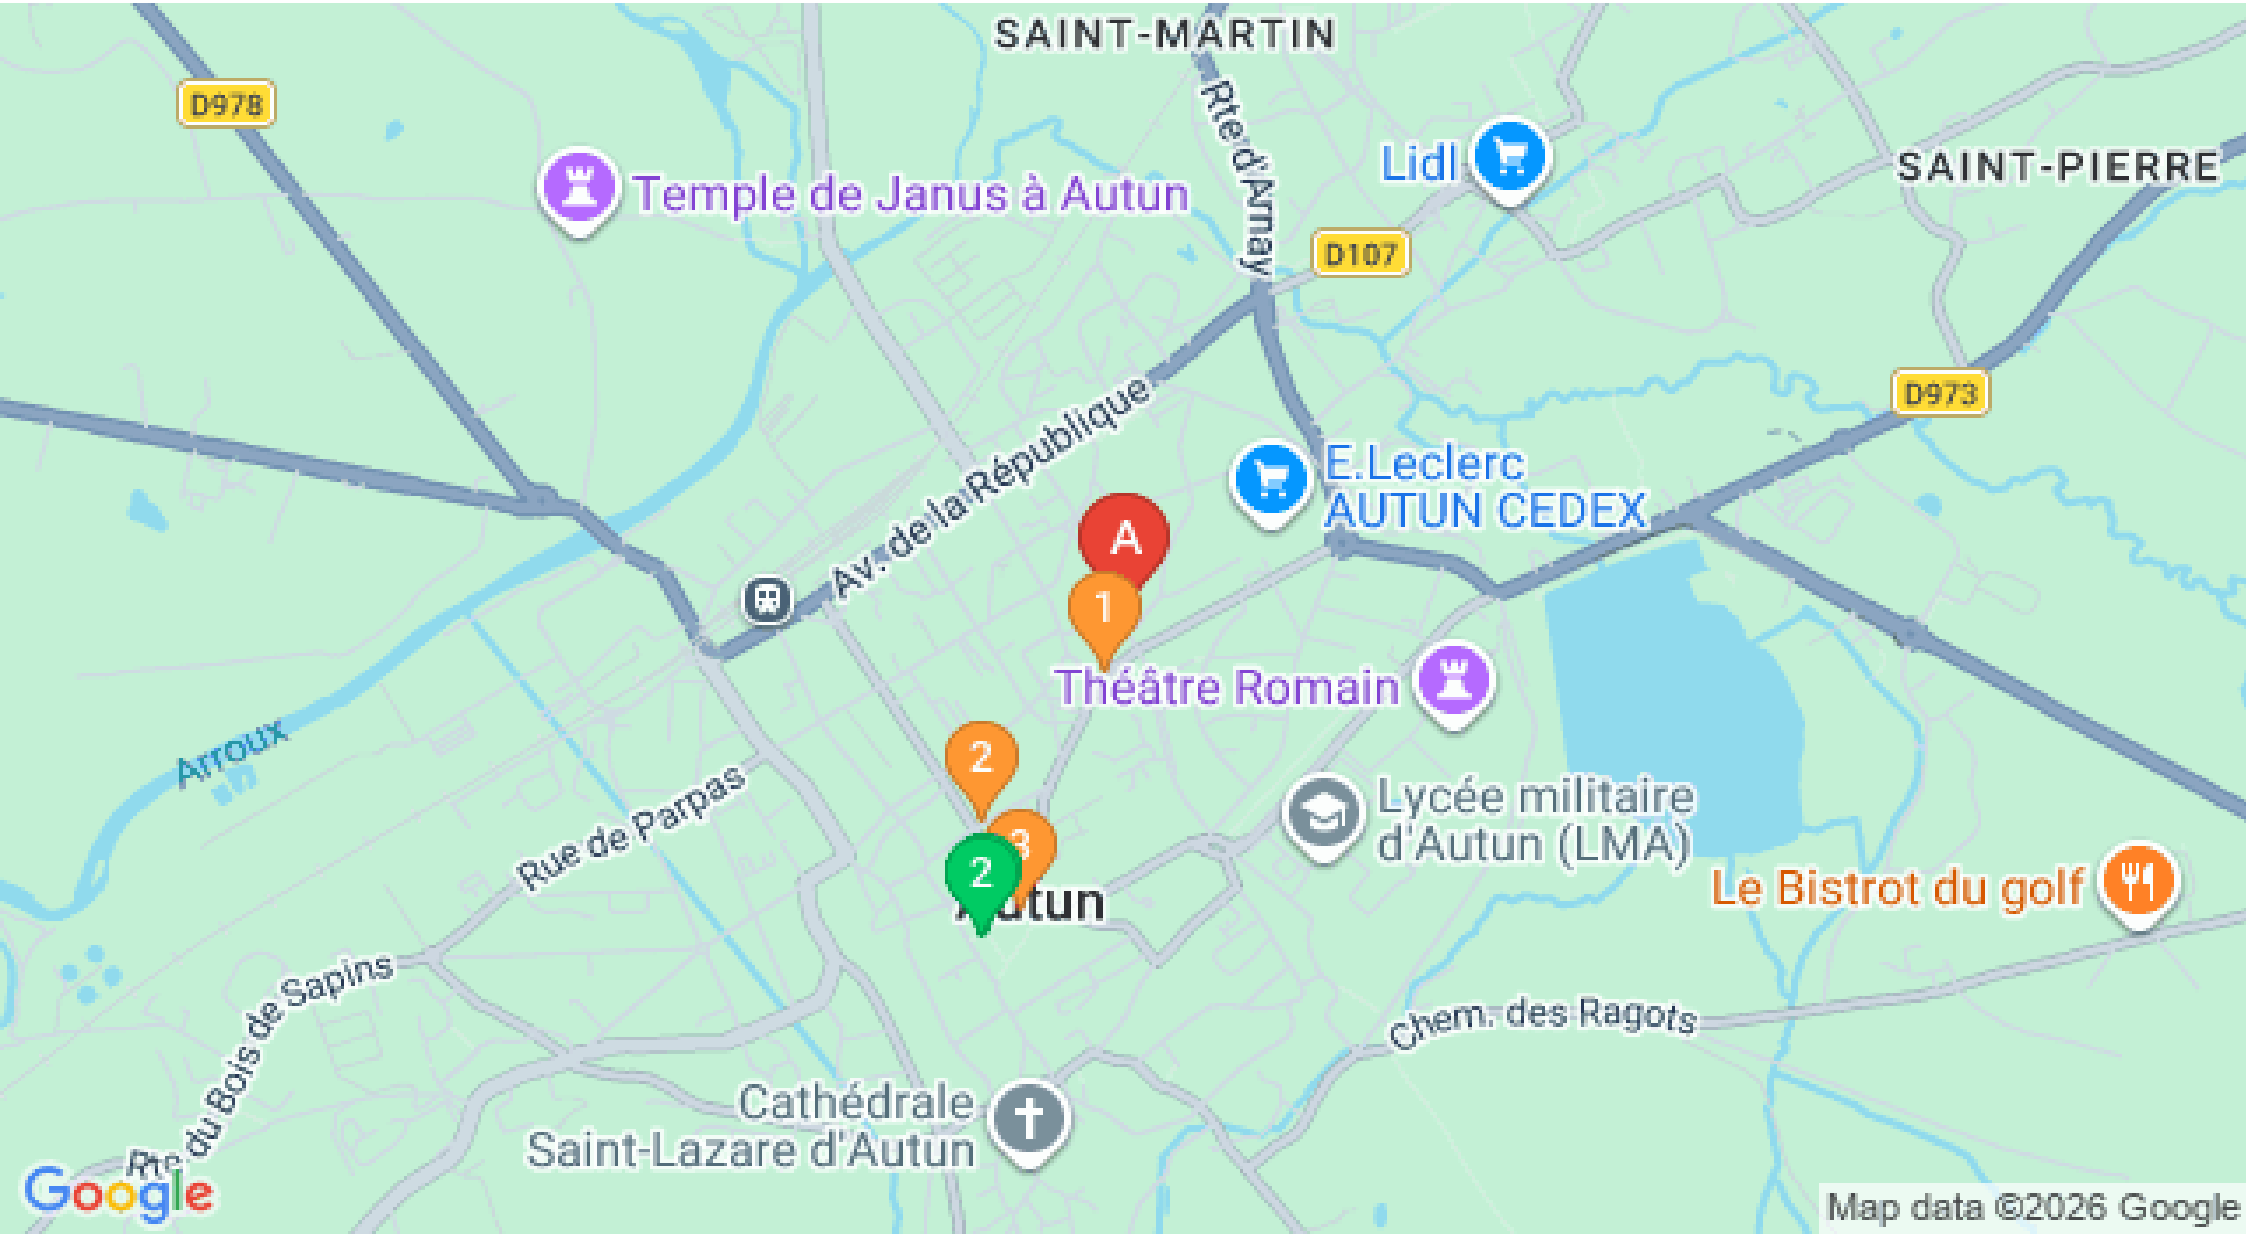 SAINT-MARTIN
D978
Rte d'Arnay
Lidl
SAINT-PIERRE
Temple de Janus à Autun
D107
D973
Av. de la République
E.Leclerc
AUTUN CEDEX
A
1
Théâtre Romain
Arroux
2
Rue de Parpas
3
Lycée militaire
d'Autun (LMA)
2
Autun
Le Bistrot du golf
Rte du Bois de Sapins
Chem. des Ragots
Cathédrale
Saint-Lazare d'Autun
Google
Map data ©2026 Google